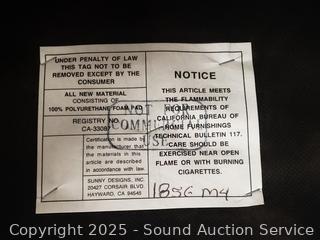 UNDER PENALTY OF LAW
THIS TAG NOT TO BE
REMOVED EXCEPT BY THE
CONSUMER
ALL NEW MATERIAL
CONSISTING OF
100% POLYURETHANE FOAM PAD
REGISTRY NO.
CA-33087
Certification is made by
the manufacturer, that
the materials in this
article are described
in accordance with law.
SUNNY DESIGNS, INC.
20427 CORSAIR BLVD.
HAYWARD, CA 94545
NOTICE
THIS ARTICLE MEETS
THE FLAMMABILITY
REQUIREMENTS OF
CALIFORNIA BUREAU OF
HOME FURNISHINGS
TECHNICAL BULLETIN 117.
CARE SHOULD BE
EXERCISED NEAR OPEN
FLAME OR WITH BURNING
CIGARETTES.
NOT
COMMUNITY
USE
Copyright 2025 - Sound Auction Service